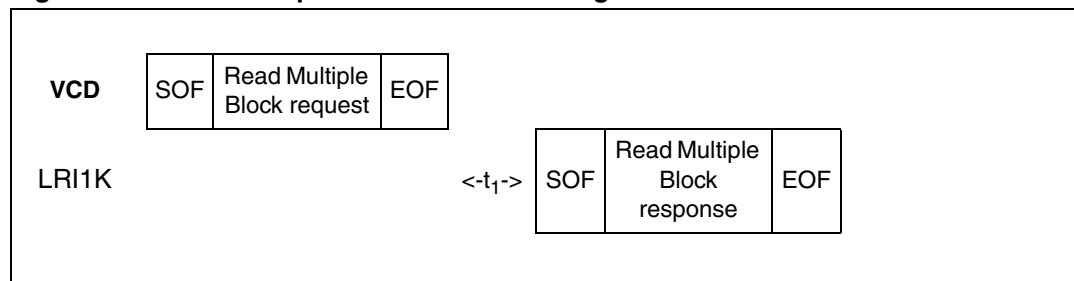 VCD
SOF
Read Multiple
Block request
EOF
LRI1K
<-t1->
SOF
Read Multiple
Block
response
EOF